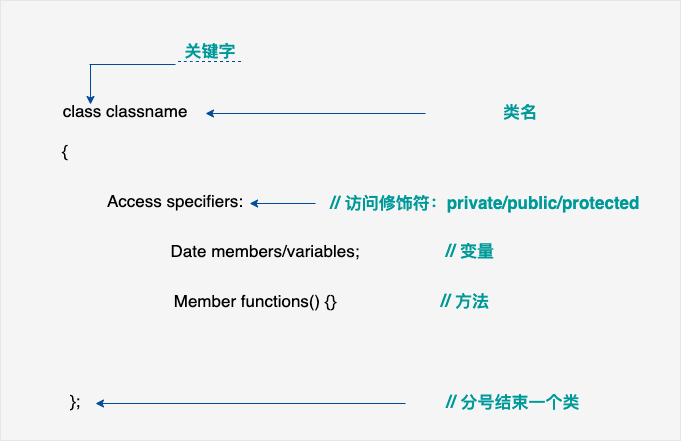 关键字
class classname 类名
{
Access specifiers: // 访问修饰符：private/public/protected
Date members/variables; // 变量
Member functions() {} // 方法
}; // 分号结束一个类